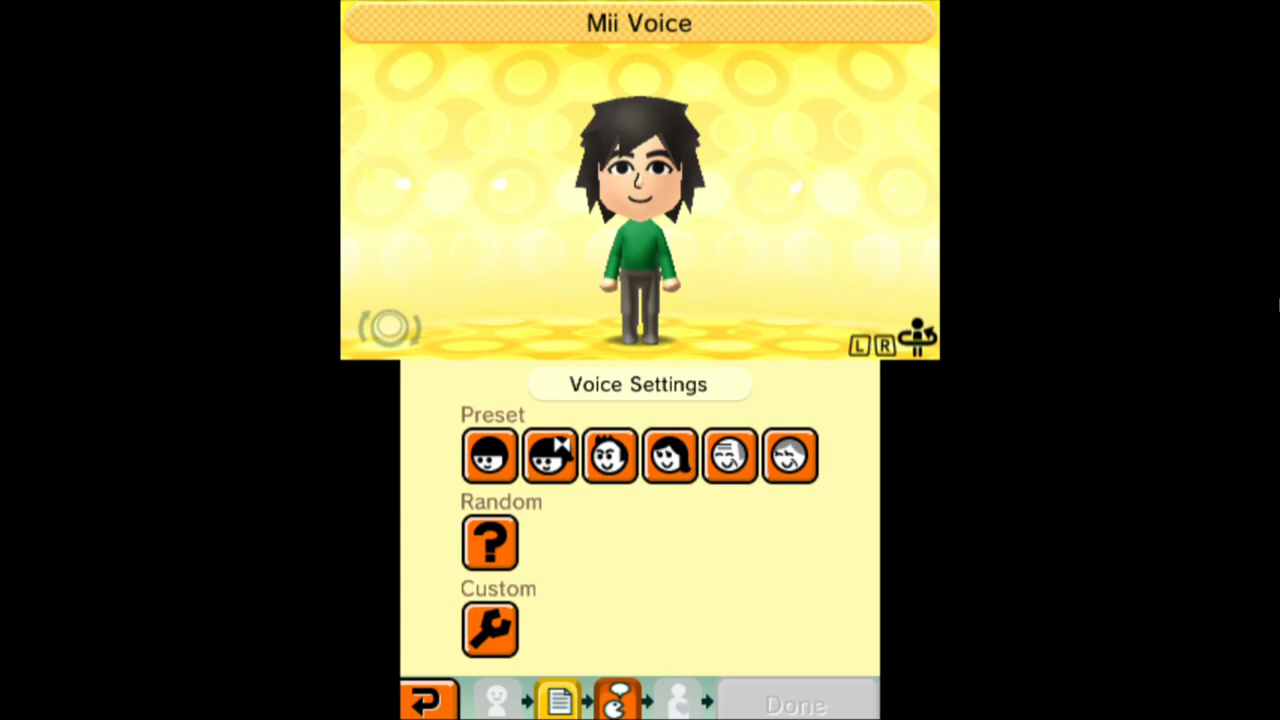 Mii Voice
L R
Voice Settings
Preset
Random
?
Custom
Done